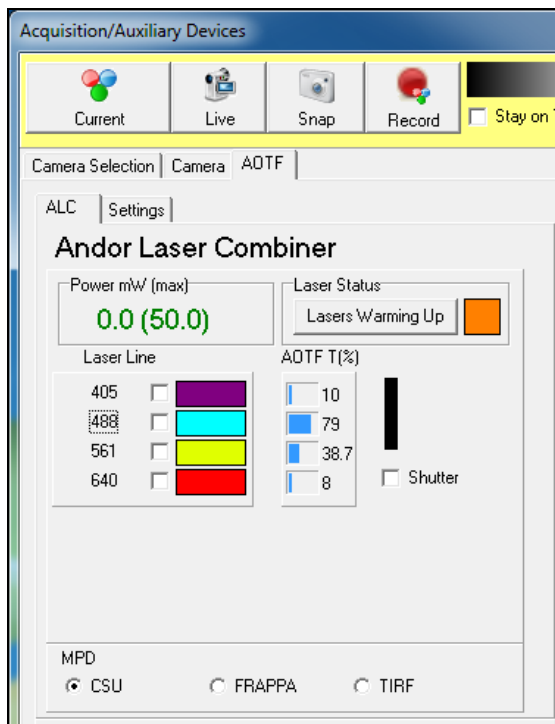 Acquisition/Auxiliary Devices
Current Live Snap Record Stay on
Camera Selection Camera AOTF
ALC Settings
Andor Laser Combiner
Power mW (max) Laser Status
0.0 (50.0) Lasers Warming Up
Laser Line AOTF T(%)
405 10
488 79
561 38.7
640 8 Shutter
MPD
CSU FRAPPA TIRF